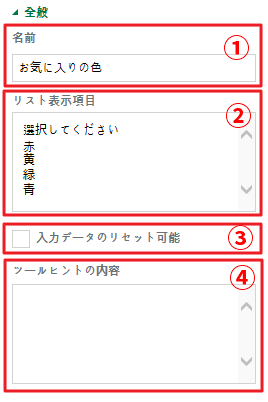 全般
名前
①
お気に入りの色
リスト表示項目
②
選択してください
赤
黄
緑
青
入力データのリセット可能
③
ツールヒントの内容
④